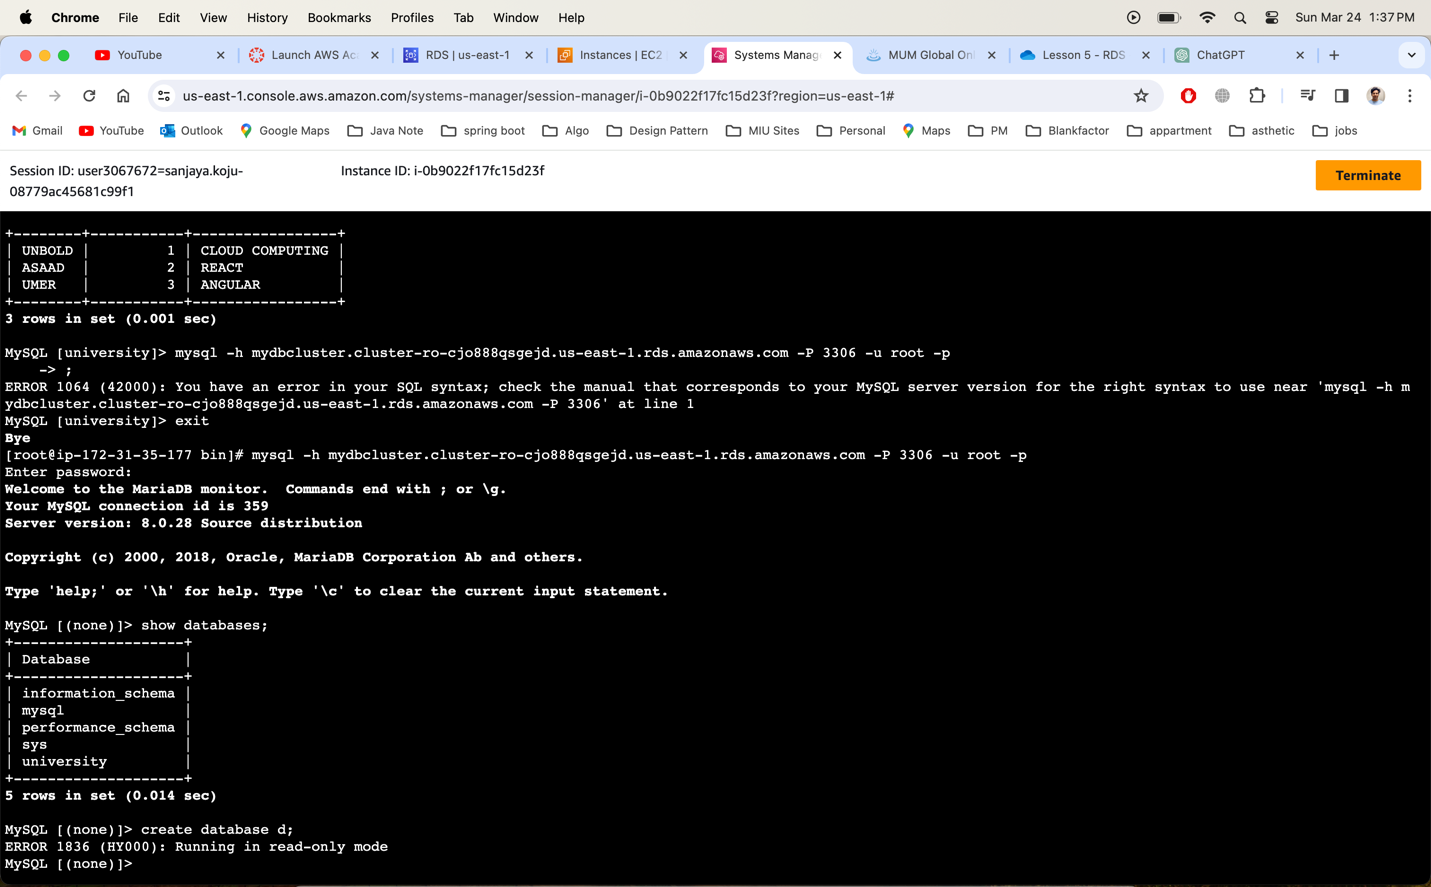 Chrome File Edit View History Bookmarks Profiles Tab Window Help Sun Mar 24 1:37 PM
YouTube Launch AWS Ac RDS | us-east-1 Instances | EC2 Systems Manag MUM Global Onl Lesson 5 - RDS ChatGPT
us-east-1.console.aws.amazon.com/systems-manager/session-manager/i-0b9022f17fc15d23f?region=us-east-1#
Gmail YouTube Outlook Google Maps Java Note spring boot Algo Design Pattern MIU Sites Personal Maps PM Blankfactor appartment asthetic jobs
Session ID: user3067672=sanjaya.koju-
08779ac45681c99f1
Instance ID: i-0b9022f17fc15d23f
Terminate
+--------+-----------+-----------------+
| UNBOLD |         1 | CLOUD COMPUTING |
| ASAAD  |         2 | REACT           |
| UMER   |         3 | ANGULAR         |
+--------+-----------+-----------------+
3 rows in set (0.001 sec)
MySQL [university]> mysql -h mydbcluster.cluster-ro-cjo888qsgejd.us-east-1.rds.amazonaws.com -P 3306 -u root -p
    -> ;
ERROR 1064 (42000): You have an error in your SQL syntax; check the manual that corresponds to your MySQL server version for the right syntax to use near 'mysql -h m
ydbcluster.cluster-ro-cjo888qsgejd.us-east-1.rds.amazonaws.com -P 3306' at line 1
MySQL [university]> exit
Bye
[root@ip-172-31-35-177 bin]# mysql -h mydbcluster.cluster-ro-cjo888qsgejd.us-east-1.rds.amazonaws.com -P 3306 -u root -p
Enter password:
Welcome to the MariaDB monitor.  Commands end with ; or \g.
Your MySQL connection id is 359
Server version: 8.0.28 Source distribution
Copyright (c) 2000, 2018, Oracle, MariaDB Corporation Ab and others.
Type 'help;' or '\h' for help. Type '\c' to clear the current input statement.
MySQL [(none)]> show databases;
+--------------------+
| Database           |
+--------------------+
| information_schema |
| mysql              |
| performance_schema |
| sys                |
| university         |
+--------------------+
5 rows in set (0.014 sec)
MySQL [(none)]> create database d;
ERROR 1836 (HY000): Running in read-only mode
MySQL [(none)]>